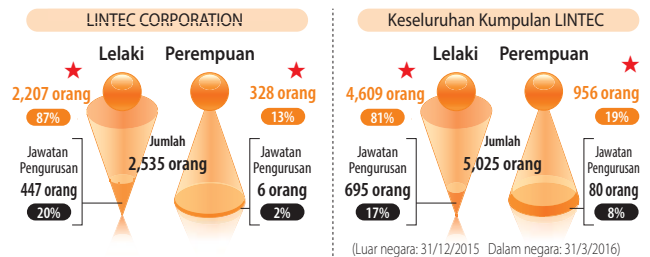 LINTEC CORPORATION
Lelaki
Perempuan
2,207 orang
87%
328 orang
13%
Jumlah
2,535 orang
Jawatan
Pengurusan
447 orang
20%
Jawatan
Pengurusan
6 orang
2%
Keseluruhan Kumpulan LINTEC
Lelaki
Perempuan
4,609 orang
81%
956 orang
19%
Jumlah
5,025 orang
Jawatan
Pengurusan
695 orang
17%
Jawatan
Pengurusan
80 orang
8%
(Luar negara: 31/12/2015 Dalam negara: 31/3/2016)